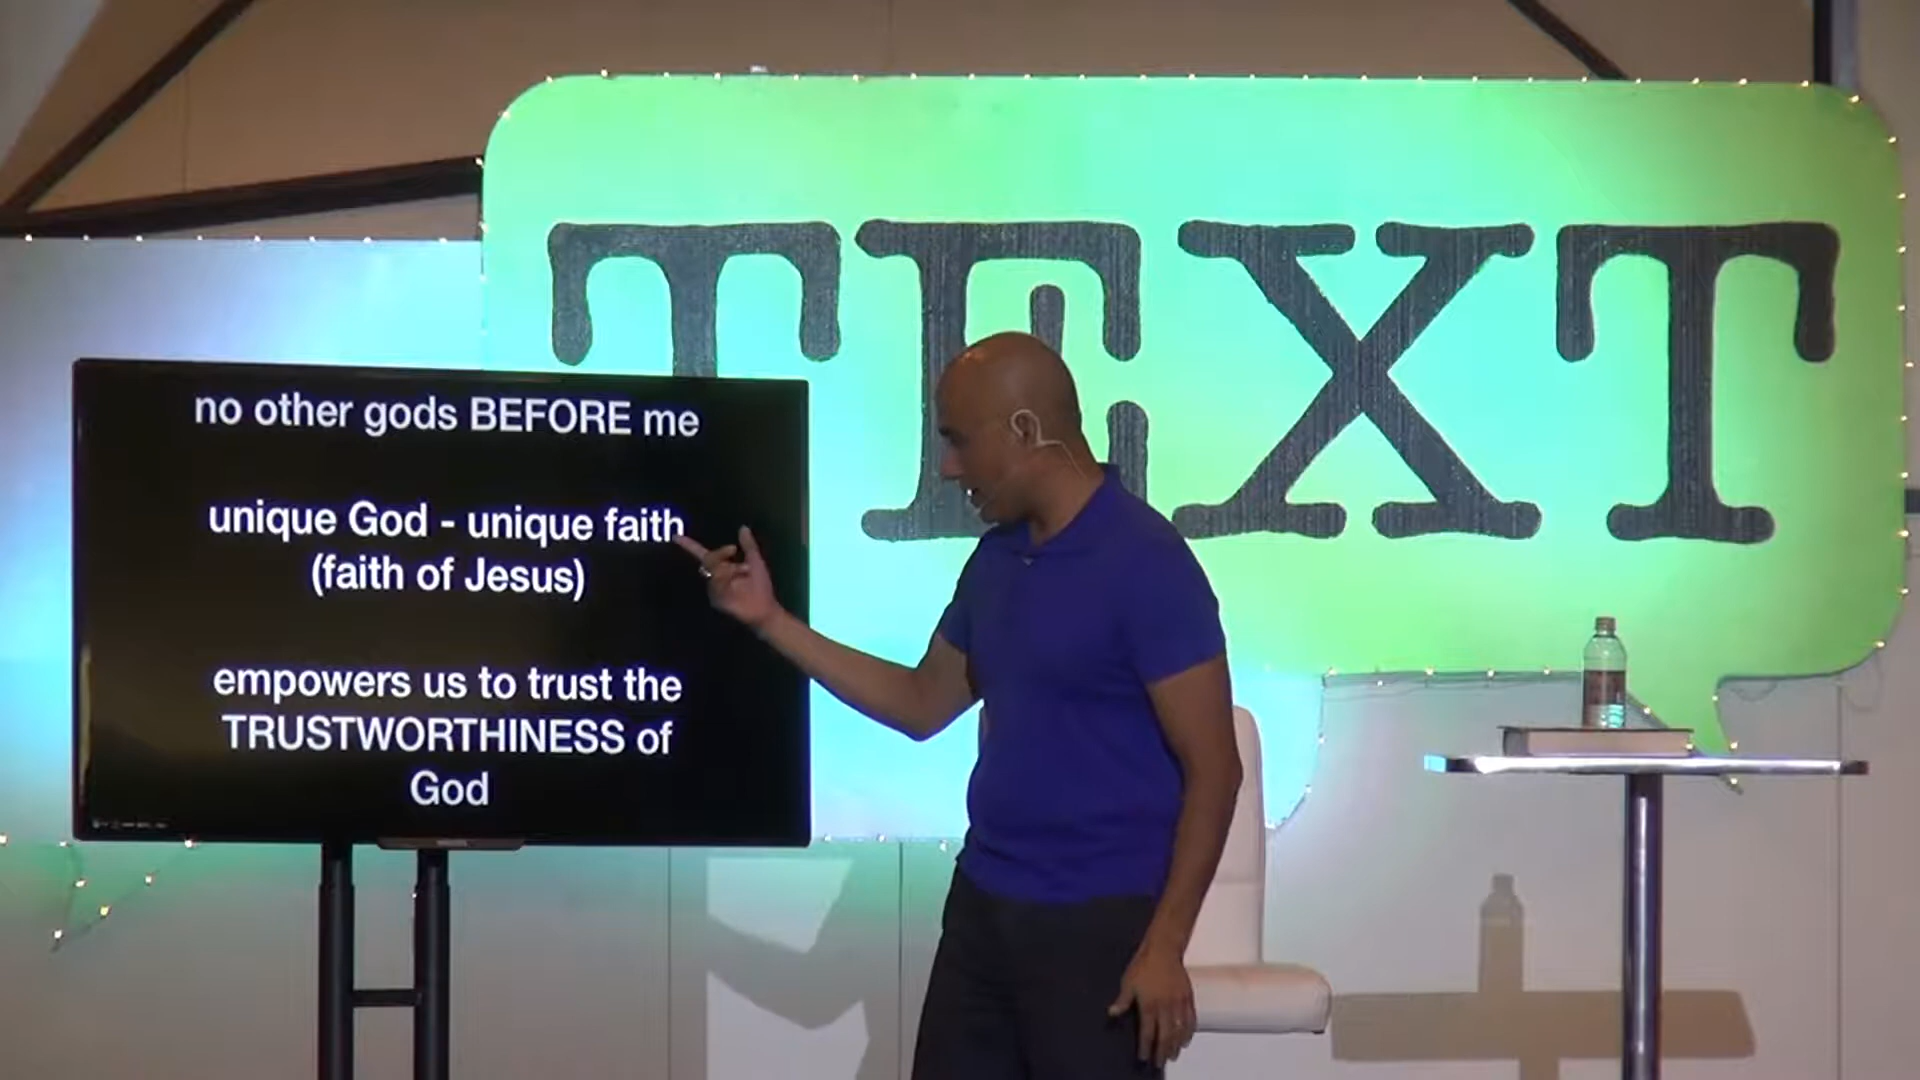 TEXT
no other gods BEFORE me
unique God - unique faith
(faith of Jesus)
empowers us to trust the
TRUSTWORTHINESS of
God